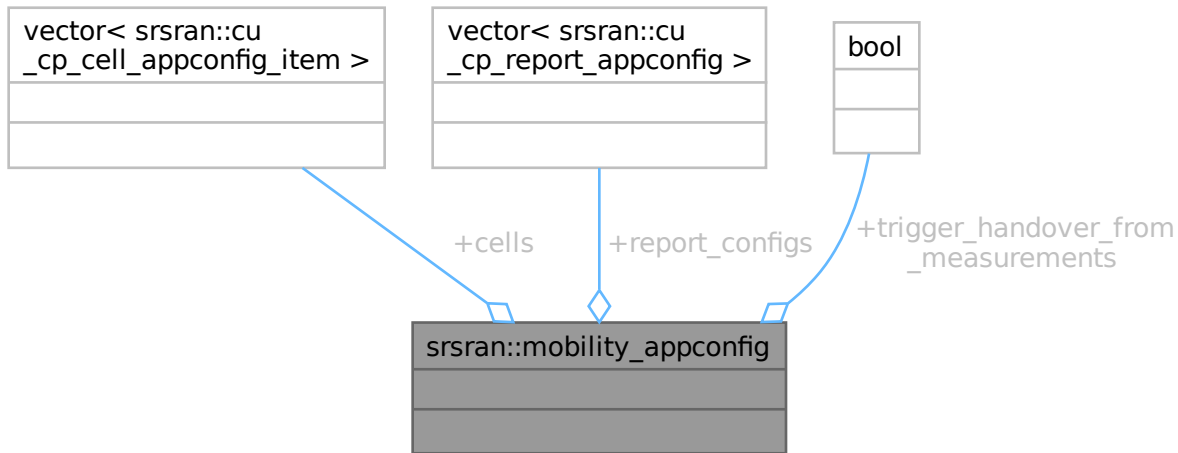 vector< srsran::cu
_cp_cell_appconfig_item >
vector< srsran::cu
_cp_report_appconfig >
bool
+cells
+report_configs
+trigger_handover_from
_measurements
srsran::mobility_appconfig